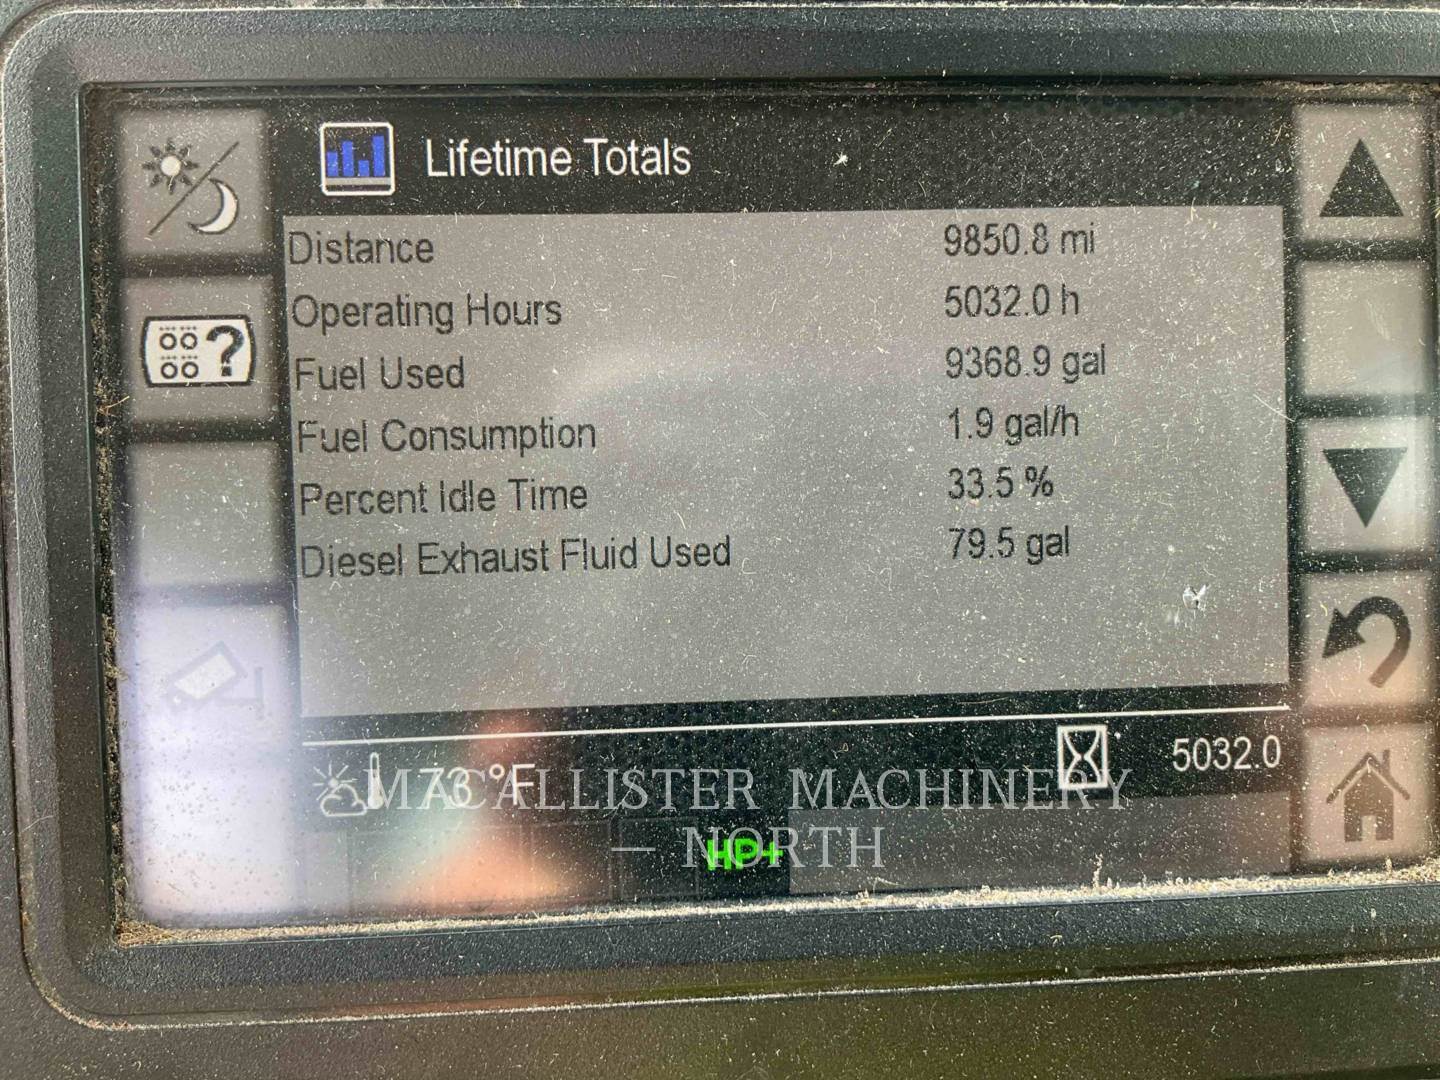 Lifetime Totals
Distance 9850.8 mi
Operating Hours 5032.0 h
Fuel Used 9368.9 gal
Fuel Consumption 1.9 gal/h
Percent Idle Time 33.5 %
Diesel Exhaust Fluid Used 79.5 gal
73 °F 5032.0
MACALLISTER MACHINERY
— NORTH
HP+
?